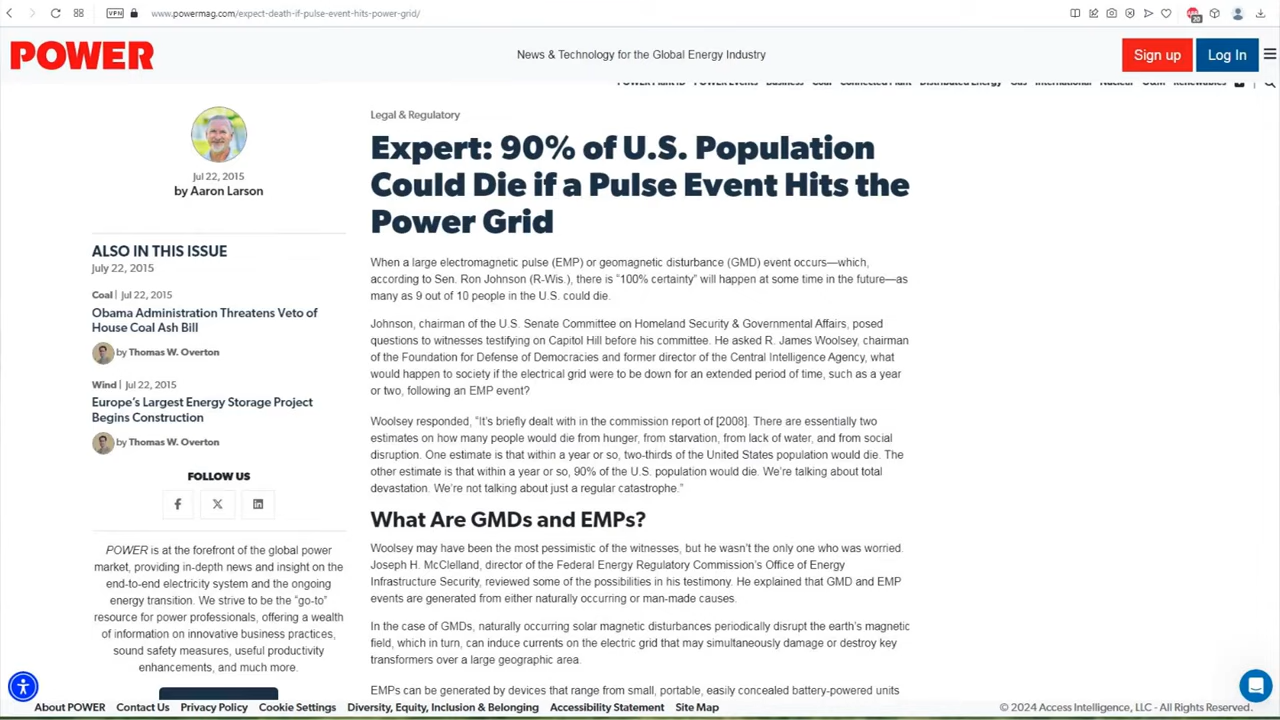 VPN
www.powermag.com/expect-death-if-pulse-event-hits-power-grid/
20
POWER
News & Technology for the Global Energy Industry
Sign up
Log In
Jul 22, 2015
by Aaron Larson
ALSO IN THIS ISSUE
July 22, 2015
Coal | Jul 22, 2015
Obama Administration Threatens Veto of
House Coal Ash Bill
by Thomas W. Overton
Wind | Jul 22, 2015
Europe's Largest Energy Storage Project
Begins Construction
by Thomas W. Overton
FOLLOW US
POWER is at the forefront of the global power
market, providing in-depth news and insight on the
end-to-end electricity system and the ongoing
energy transition. We strive to be the "go-to"
resource for power professionals, offering a wealth
of information on innovative business practices,
sound safety measures, useful productivity
enhancements, and much more.
Legal & Regulatory
Expert: 90% of U.S. Population
Could Die if a Pulse Event Hits the
Power Grid
When a large electromagnetic pulse (EMP) or geomagnetic disturbance (GMD) event occurs—which,
according to Sen. Ron Johnson (R-Wis.), there is "100% certainty" will happen at some time in the future—as
many as 9 out of 10 people in the U.S. could die.
Johnson, chairman of the U.S. Senate Committee on Homeland Security & Governmental Affairs, posed
questions to witnesses testifying on Capitol Hill before his committee. He asked R. James Woolsey, chairman
of the Foundation for Defense of Democracies and former director of the Central Intelligence Agency, what
would happen to society if the electrical grid were to be down for an extended period of time, such as a year
or two, following an EMP event?
Woolsey responded, "It's briefly dealt with in the commission report of [2008]. There are essentially two
estimates on how many people would die from hunger, from starvation, from lack of water, and from social
disruption. One estimate is that within a year or so, two-thirds of the United States population would die. The
other estimate is that within a year or so, 90% of the U.S. population would die. We're talking about total
devastation. We're not talking about just a regular catastrophe."
What Are GMDs and EMPs?
Woolsey may have been the most pessimistic of the witnesses, but he wasn't the only one who was worried.
Joseph H. McClelland, director of the Federal Energy Regulatory Commission's Office of Energy
Infrastructure Security, reviewed some of the possibilities in his testimony. He explained that GMD and EMP
events are generated from either naturally occurring or man-made causes.
In the case of GMDs, naturally occurring solar magnetic disturbances periodically disrupt the earth's magnetic
field, which in turn, can induce currents on the electric grid that may simultaneously damage or destroy key
transformers over a large geographic area.
EMPs can be generated by devices that range from small, portable, easily concealed battery-powered units
About POWER Contact Us Privacy Policy Cookie Settings Diversity, Equity, Inclusion & Belonging Accessibility Statement Site Map
© 2024 Access Intelligence, LLC - All Rights Reserved.